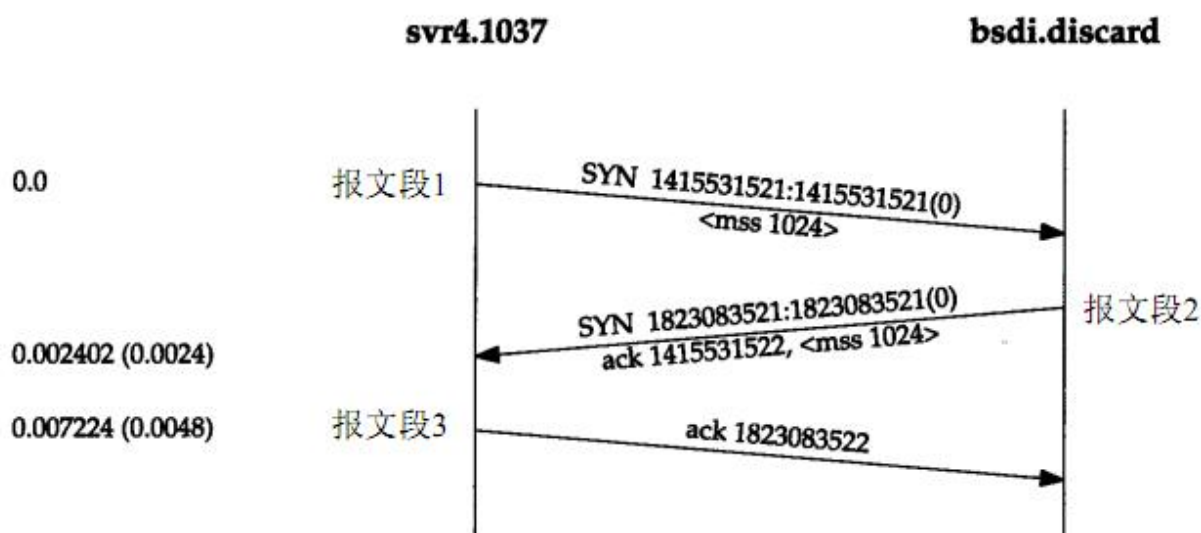 svr4.1037 bsdi.discard
0.0 报文段1 SYN 1415531521:1415531521(0)
<mss 1024>
SYN 1823083521:1823083521(0) 报文段2
0.002402 (0.0024) ack 1415531522, <mss 1024>
0.007224 (0.0048) 报文段3 ack 1823083522